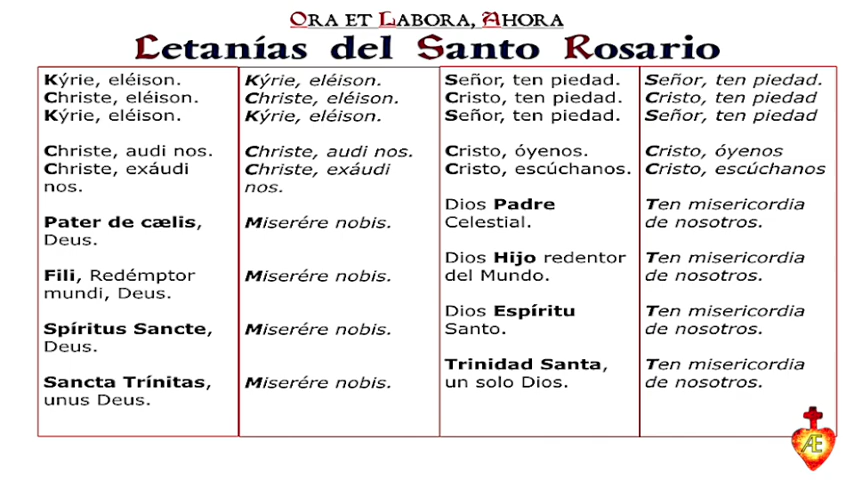 Ora et Labora, Ahora
Letanías del Santo Rosario
Kýrie, eléison.
Christe, eléison.
Kýrie, eléison.
Christe, audi nos.
Christe, exáudi
nos.
Pater de cælis,
Deus.
Fili, Redémptor
mundi, Deus.
Spíritus Sancte,
Deus.
Sancta Trínitas,
unus Deus.
Kýrie, eléison.
Christe, eléison.
Kýrie, eléison.
Christe, audi nos.
Christe, exáudi
nos.
Miserére nobis.
Miserére nobis.
Miserére nobis.
Miserére nobis.
Señor, ten piedad.
Cristo, ten piedad.
Señor, ten piedad.
Cristo, óyenos.
Cristo, escúchanos.
Dios Padre
Celestial.
Dios Hijo redentor
del Mundo.
Dios Espíritu
Santo.
Trinidad Santa,
un solo Dios.
Señor, ten piedad.
Cristo, ten piedad
Señor, ten piedad
Cristo, óyenos
Cristo, escúchanos
Ten misericordia
de nosotros.
Ten misericordia
de nosotros.
Ten misericordia
de nosotros.
Ten misericordia
de nosotros.
Æ